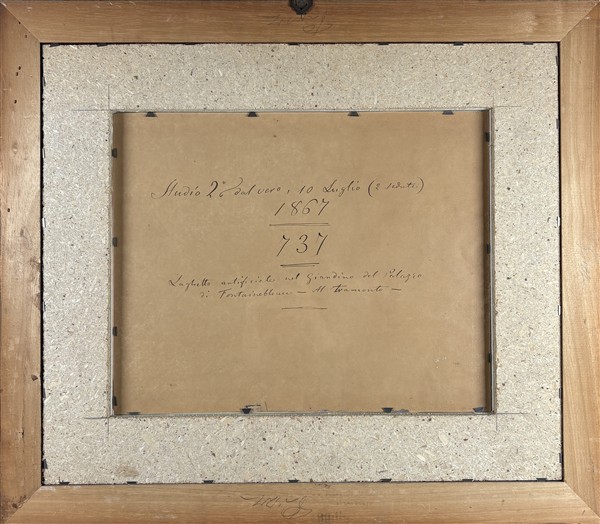 Studio 2º dal vero, 10 Luglio (2 sedute)
1867
737
Laghetto artificiale nel Giardino del Palazzo
di Fontainebleau — Al tramonto —